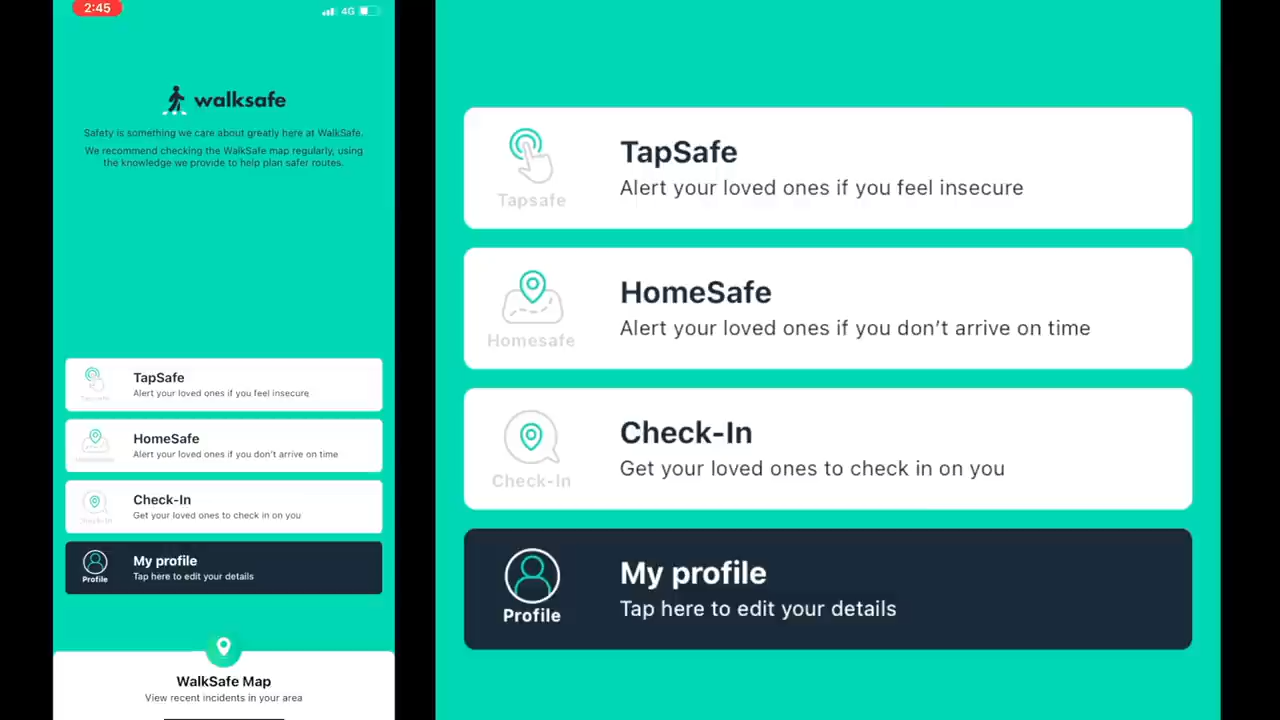 2:45
4G
walksafe
Safety is something we care about greatly here at WalkSafe.
We recommend checking the WalkSafe map regularly, using
the knowledge we provide to help plan safer routes.
TapSafe
Alert your loved ones if you feel insecure
HomeSafe
Alert your loved ones if you don't arrive on time
Check-In
Get your loved ones to check in on you
Profile
My profile
Tap here to edit your details
WalkSafe Map
View recent incidents in your area
Tapsafe
TapSafe
Alert your loved ones if you feel insecure
Homesafe
HomeSafe
Alert your loved ones if you don’t arrive on time
Check-In
Check-In
Get your loved ones to check in on you
Profile
My profile
Tap here to edit your details